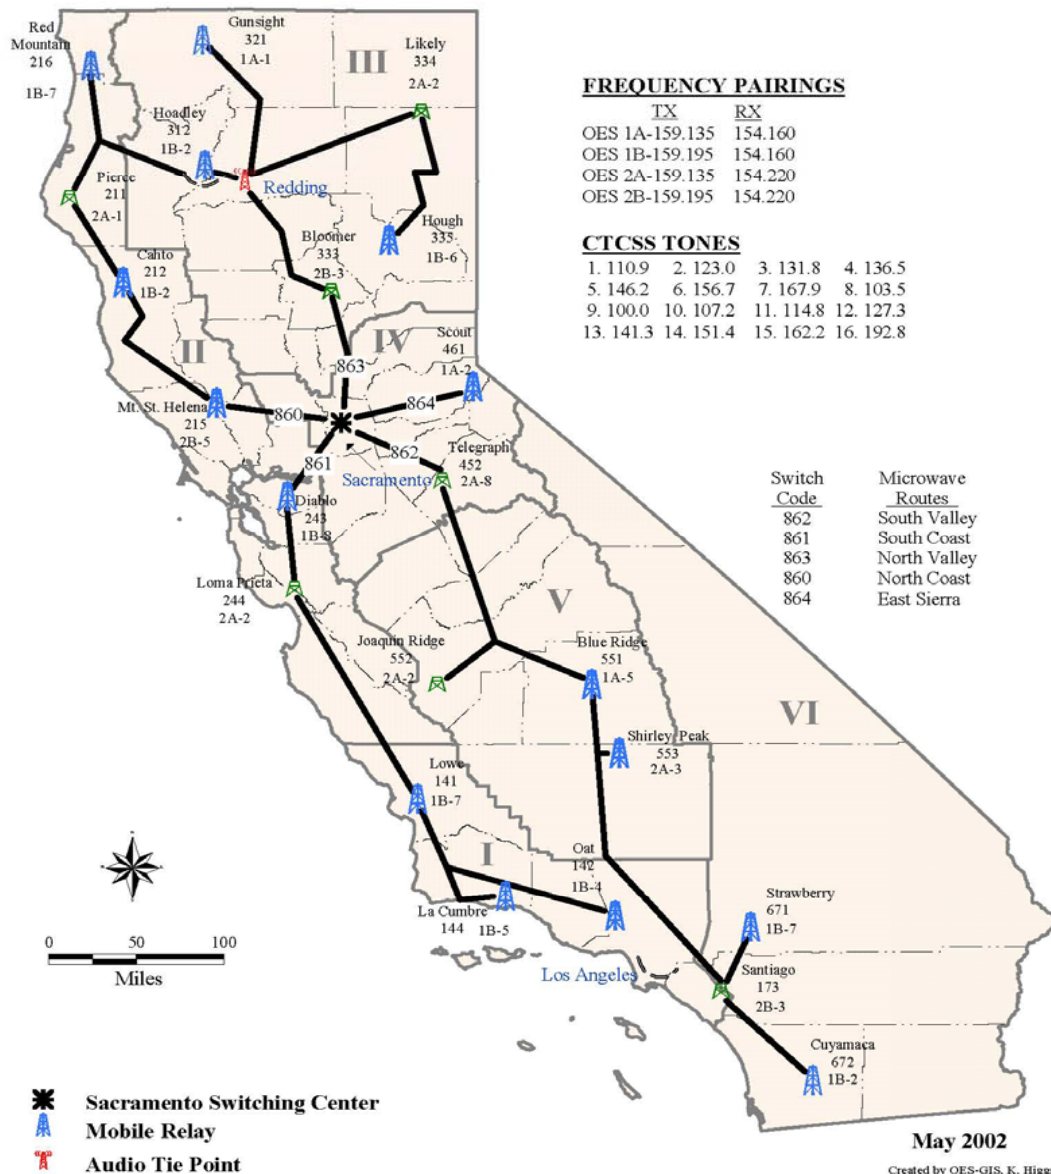 Red
Mountain
216
1B-7
Gunsight
321
1A-1
III
Likely
334
2A-2
Hoadley
312
1B-2
Redding
Pierce
211
2A-1
Bloomer
333
2B-3
Hough
335
1B-6
Cahto
212
1B-2
II
IV
Scout
461
1A-2
863
864
Mt. St. Helena
215
2B-5
860
862
861
Sacramento
Telegraph
452
2A-8
Diablo
243
1B-8
Loma Prieta
244
2A-2
V
Joaquin Ridge
552
2A-2
Blue Ridge
551
1A-5
VI
Shirley Peak
553
2A-3
Lowe
141
1B-7
I
Oat
142
1B-4
La Cumbre
144
1B-5
Strawberry
671
1B-7
Los Angeles
Santiago
173
2B-3
Cuyamaca
672
1B-2
FREQUENCY PAIRINGS
TX RX
OES 1A-159.135 154.160
OES 1B-159.195 154.160
OES 2A-159.135 154.220
OES 2B-159.195 154.220
CTCSS TONES
1. 110.9 2. 123.0 3. 131.8 4. 136.5
5. 146.2 6. 156.7 7. 167.9 8. 103.5
9. 100.0 10. 107.2 11. 114.8 12. 127.3
13. 141.3 14. 151.4 15. 162.2 16. 192.8
Switch Microwave
Code Routes
862 South Valley
861 South Coast
863 North Valley
860 North Coast
864 East Sierra
0 50 100
Miles
Sacramento Switching Center
Mobile Relay
Audio Tie Point
May 2002
Created by OES-GIS, K. Higg